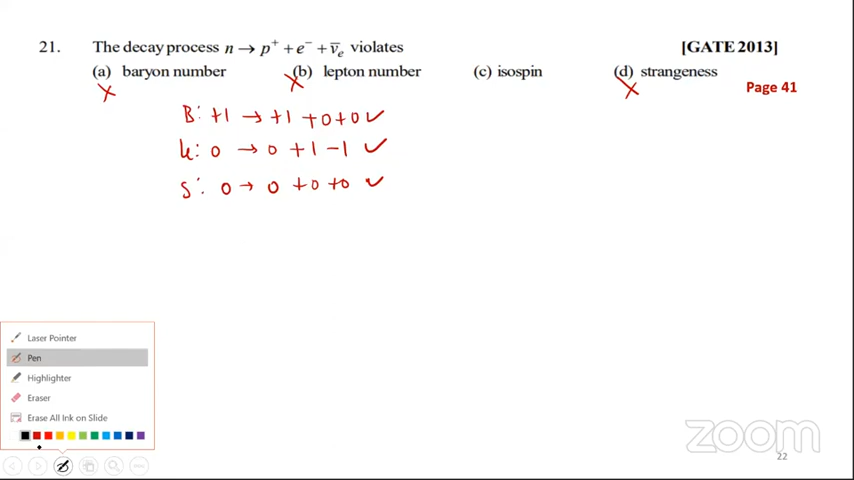 21. The decay process n → p⁺ + e⁻ + ν̄ₑ violates [GATE 2013]
(a) baryon number (b) lepton number (c) isospin (d) strangeness
Page 41
B: +1 → +1 +0+0 ✓
0 → 0 +1 -1 ✓
S: 0 → 0 +0 +0 ✓
Laser Pointer
Pen
Highlighter
Eraser
Erase All Ink on Slide
zoom
22